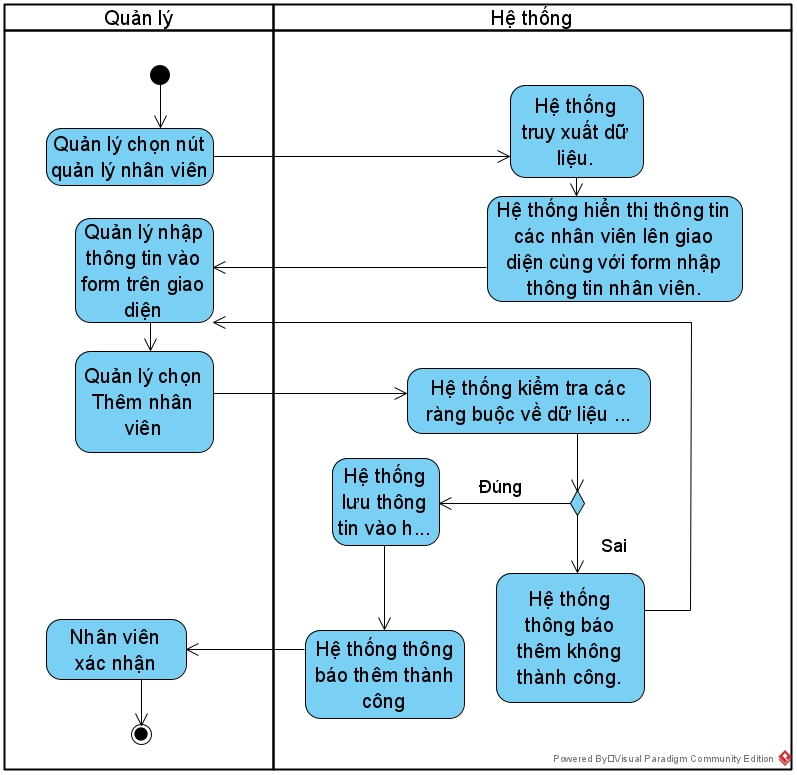 Quản lý
Hệ thống
Quản lý chọn nút
quản lý nhân viên
Hệ thống
truy xuất dữ
liệu.
Hệ thống hiển thị thông tin
các nhân viên lên giao
diện cùng với form nhập
thông tin nhân viên.
Quản lý nhập
thông tin vào
form trên giao
diện
Quản lý chọn
Thêm nhân
viên
Hệ thống kiểm tra các
ràng buộc về dữ liệu ...
Đúng
Hệ thống
lưu thông
tin vào h...
Sai
Hệ thống
thông báo
thêm không
thành công.
Hệ thống thông
báo thêm thành
công
Nhân viên
xác nhận
Powered By□Visual Paradigm Community Edition